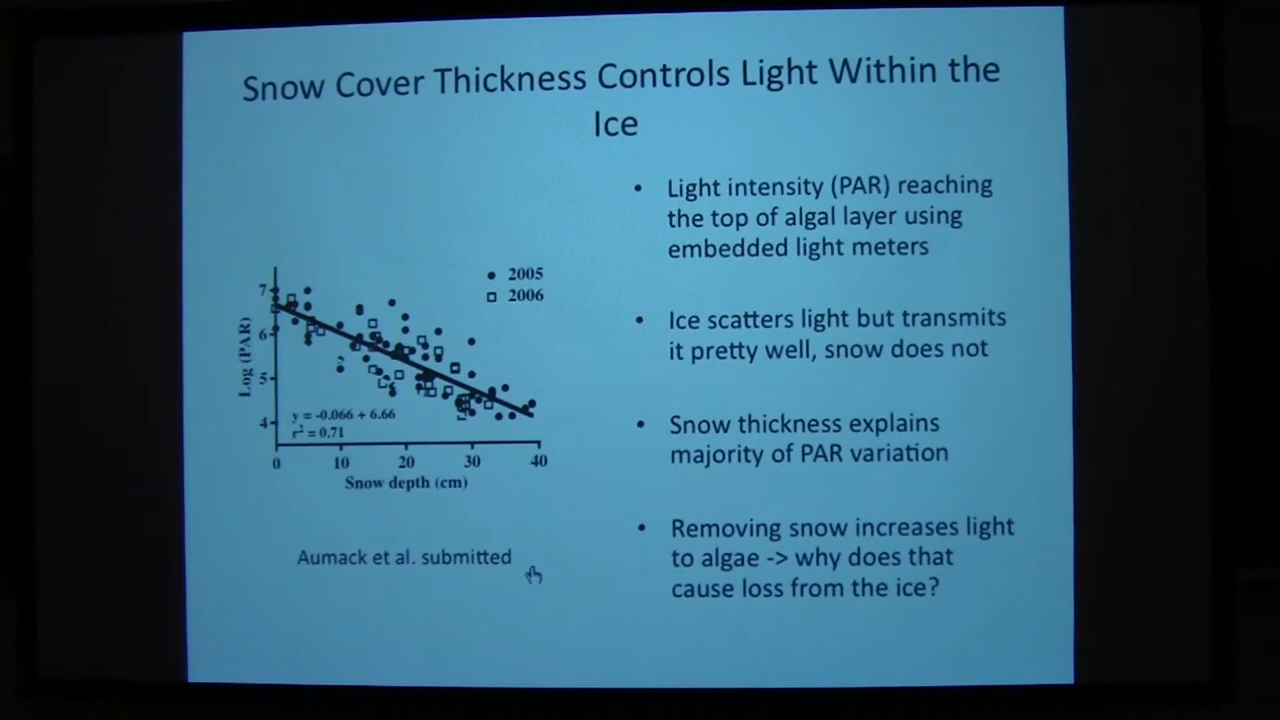 Snow Cover Thickness Controls Light Within the
Ice
• Light intensity (PAR) reaching
the top of algal layer using
embedded light meters
• Ice scatters light but transmits
it pretty well, snow does not
• Snow thickness explains
majority of PAR variation
• Removing snow increases light
to algae -> why does that
cause loss from the ice?
2005
2006
Log (PAR)
7
6
5
4
y = -0.066 + 6.66
r² = 0.71
0 10 20 30 40
Snow depth (cm)
Aumack et al. submitted